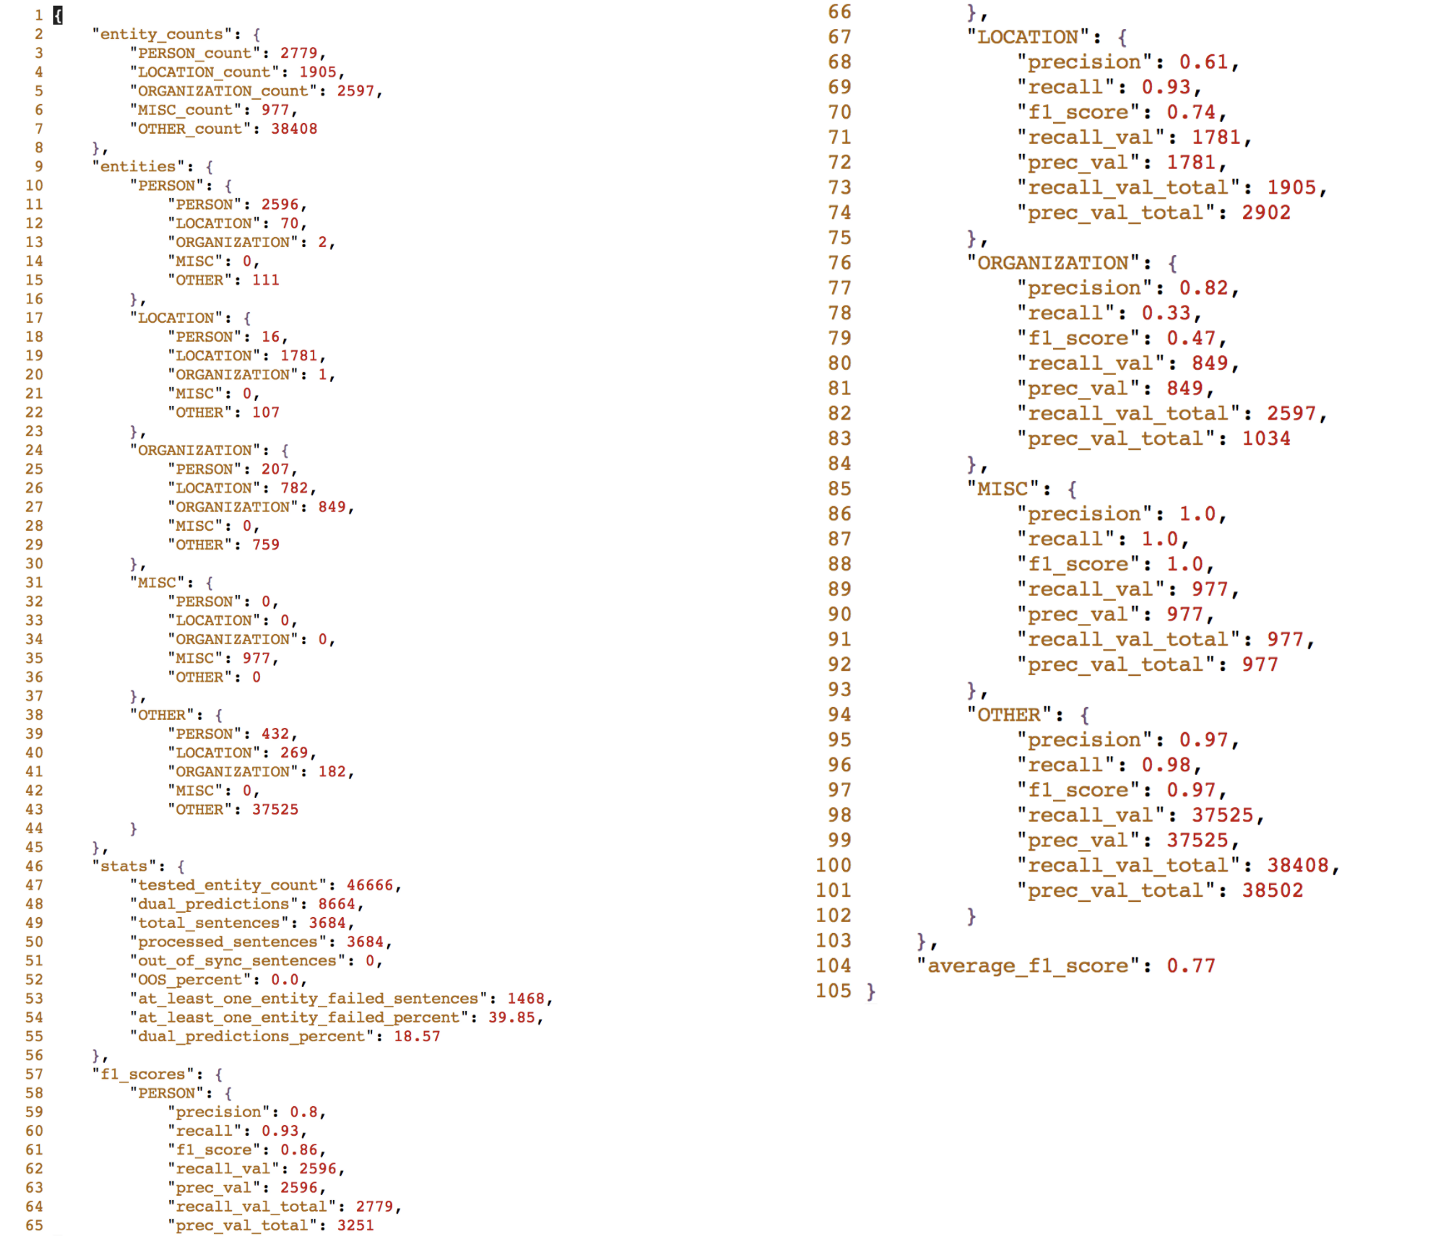 1 {
2 "entity_counts": {
3 "PERSON_count": 2779,
4 "LOCATION_count": 1905,
5 "ORGANIZATION_count": 2597,
6 "MISC_count": 977,
7 "OTHER_count": 38408
8 },
9 "entities": {
10 "PERSON": {
11 "PERSON": 2596,
12 "LOCATION": 70,
13 "ORGANIZATION": 2,
14 "MISC": 0,
15 "OTHER": 111
16 },
17 "LOCATION": {
18 "PERSON": 16,
19 "LOCATION": 1781,
20 "ORGANIZATION": 1,
21 "MISC": 0,
22 "OTHER": 107
23 },
24 "ORGANIZATION": {
25 "PERSON": 207,
26 "LOCATION": 782,
27 "ORGANIZATION": 849,
28 "MISC": 0,
29 "OTHER": 759
30 },
31 "MISC": {
32 "PERSON": 0,
33 "LOCATION": 0,
34 "ORGANIZATION": 0,
35 "MISC": 977,
36 "OTHER": 0
37 },
38 "OTHER": {
39 "PERSON": 432,
40 "LOCATION": 269,
41 "ORGANIZATION": 182,
42 "MISC": 0,
43 "OTHER": 37525
44 }
45 },
46 "stats": {
47 "tested_entity_count": 46666,
48 "dual_predictions": 8664,
49 "total_sentences": 3684,
50 "processed_sentences": 3684,
51 "out_of_sync_sentences": 0,
52 "OOS_percent": 0.0,
53 "at_least_one_entity_failed_sentences": 1468,
54 "at_least_one_entity_failed_percent": 39.85,
55 "dual_predictions_percent": 18.57
56 },
57 "f1_scores": {
58 "PERSON": {
59 "precision": 0.8,
60 "recall": 0.93,
61 "f1_score": 0.86,
62 "recall_val": 2596,
63 "prec_val": 2596,
64 "recall_val_total": 2779,
65 "prec_val_total": 3251
66 },
67 "LOCATION": {
68 "precision": 0.61,
69 "recall": 0.93,
70 "f1_score": 0.74,
71 "recall_val": 1781,
72 "prec_val": 1781,
73 "recall_val_total": 1905,
74 "prec_val_total": 2902
75 },
76 "ORGANIZATION": {
77 "precision": 0.82,
78 "recall": 0.33,
79 "f1_score": 0.47,
80 "recall_val": 849,
81 "prec_val": 849,
82 "recall_val_total": 2597,
83 "prec_val_total": 1034
84 },
85 "MISC": {
86 "precision": 1.0,
87 "recall": 1.0,
88 "f1_score": 1.0,
89 "recall_val": 977,
90 "prec_val": 977,
91 "recall_val_total": 977,
92 "prec_val_total": 977
93 },
94 "OTHER": {
95 "precision": 0.97,
96 "recall": 0.98,
97 "f1_score": 0.97,
98 "recall_val": 37525,
99 "prec_val": 37525,
100 "recall_val_total": 38408,
101 "prec_val_total": 38502
102 }
103 },
104 "average_f1_score": 0.77
105 }